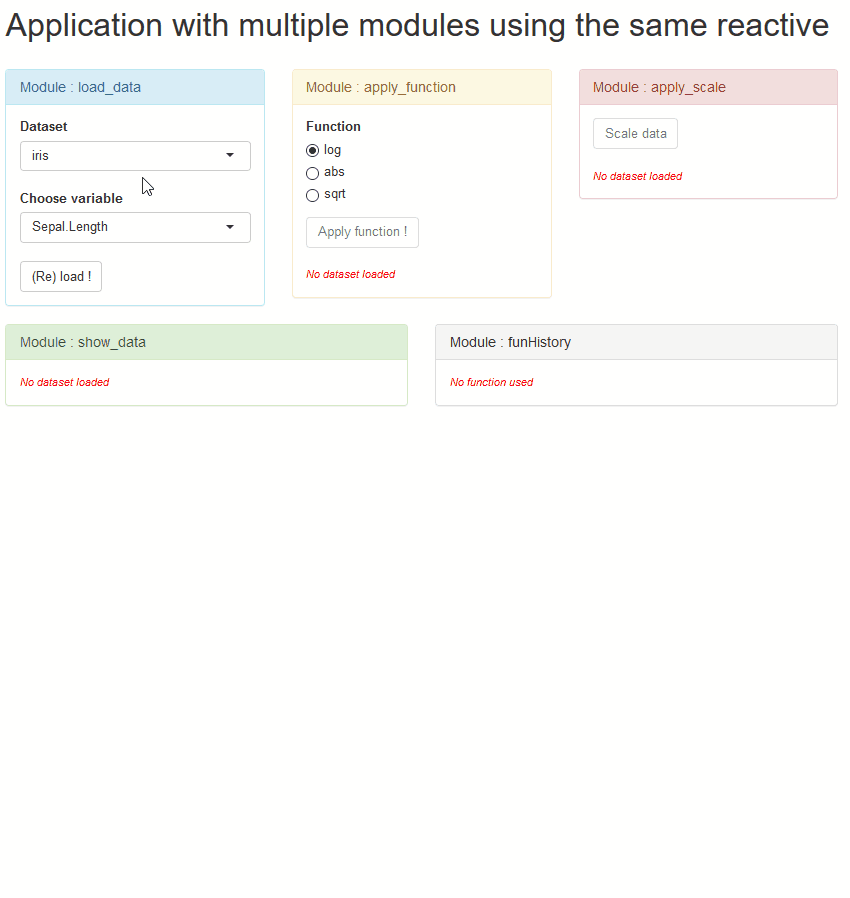 Application with multiple modules using the same reactive
Module : load_data
Dataset
iris
Choose variable
Sepal.Length
(Re) load !
Module : apply_function
Function
log
abs
sqrt
Apply function !
No dataset loaded
Module : apply_scale
Scale data
No dataset loaded
Module : show_data
No dataset loaded
Module : funHistory
No function used